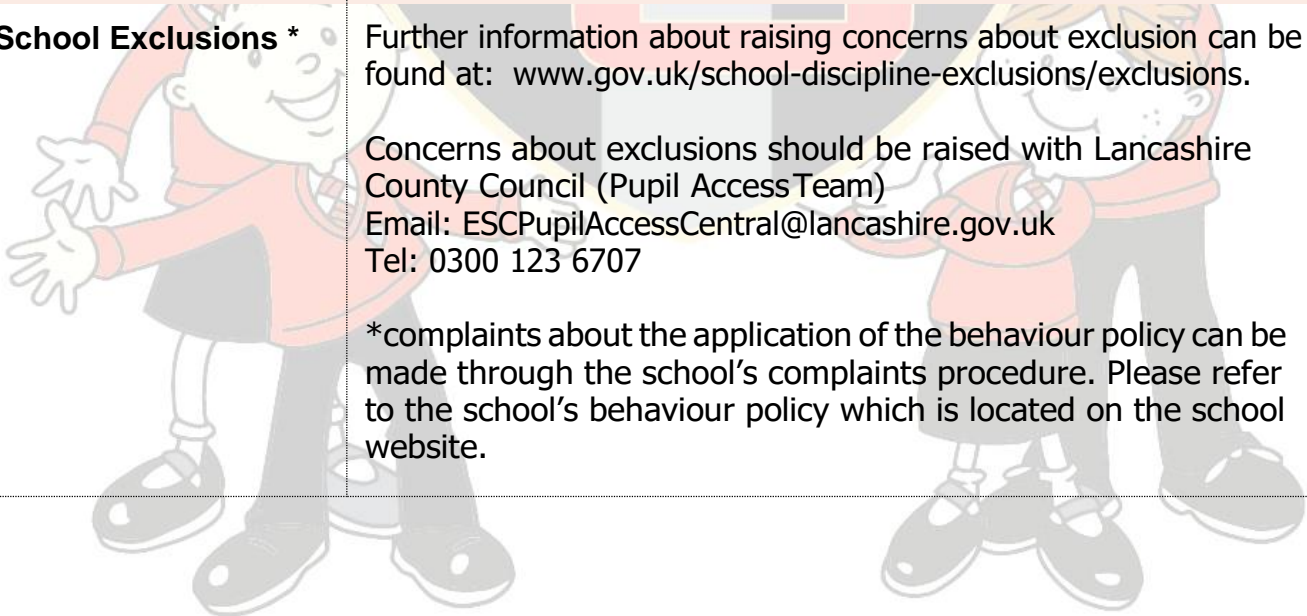 School Exclusions *
Further information about raising concerns about exclusion can be
found at: www.gov.uk/school-discipline-exclusions/exclusions.
Concerns about exclusions should be raised with Lancashire
County Council (Pupil Access Team)
Email: ESCPupilAccessCentral@lancashire.gov.uk
Tel: 0300 123 6707
*complaints about the application of the behaviour policy can be
made through the school's complaints procedure. Please refer
to the school's behaviour policy which is located on the school
website.